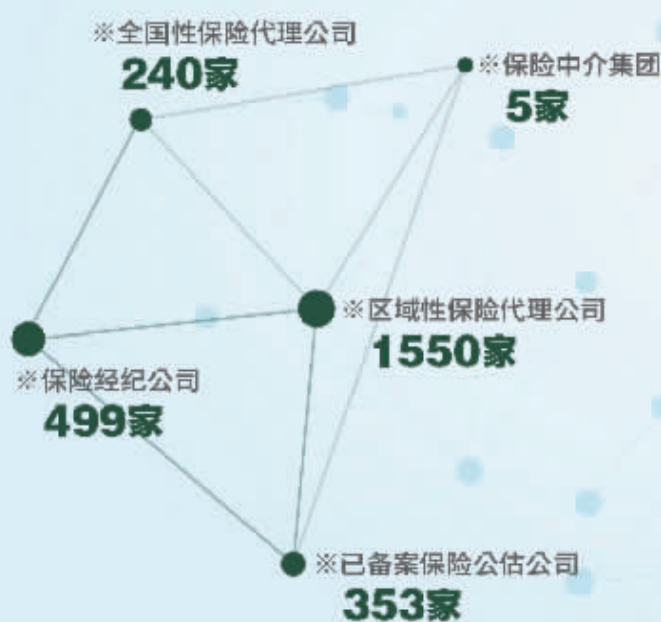 ※全国性保险代理公司
240家
※保险中介集团
5家
※区域性保险代理公司
1550家
※保险经纪公司
499家
※已备案保险公估公司
353家